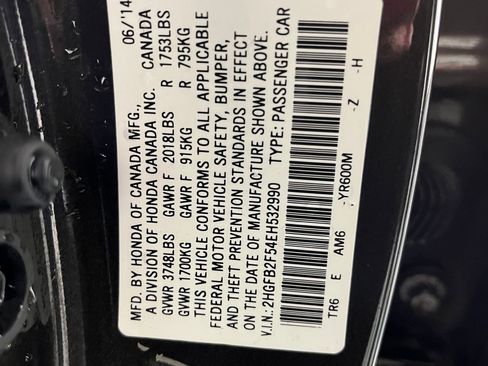 MFD. BY HONDA OF CANADA MFG., 06/14
A DIVISION OF HONDA CANADA INC. CANADA
GVWR 3748LBS GAWR F 2018LBS R 1753LBS
GVWR 1700KG GAWR F 915KG R 795KG
THIS VEHICLE CONFORMS TO ALL APPLICABLE
FEDERAL MOTOR VEHICLE SAFETY, BUMPER,
AND THEFT PREVENTION STANDARDS IN EFFECT
ON THE DATE OF MANUFACTURE SHOWN ABOVE.
V.I.N.: 2HGFB2F54EH532990 TYPE: PASSENGER CAR
TR6 E AM6 -YR600M -Z -H